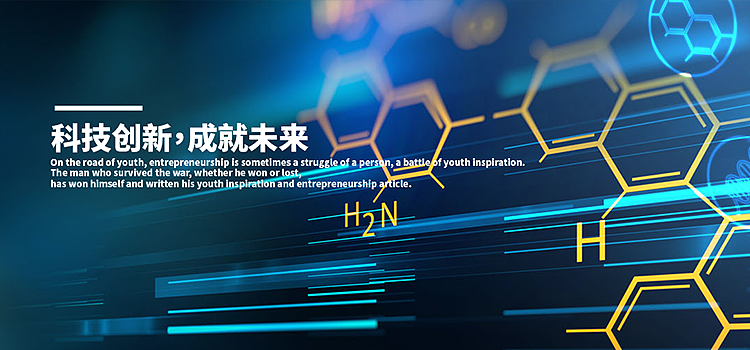 科技创新,成就未来
On the road of youth, entrepreneurship is sometimes a struggle of a person, a battle of youth inspiration.
The man who survived the war, whether he won or lost,
has won himself and written his youth inspiration and entrepreneurship article.
H2N
H